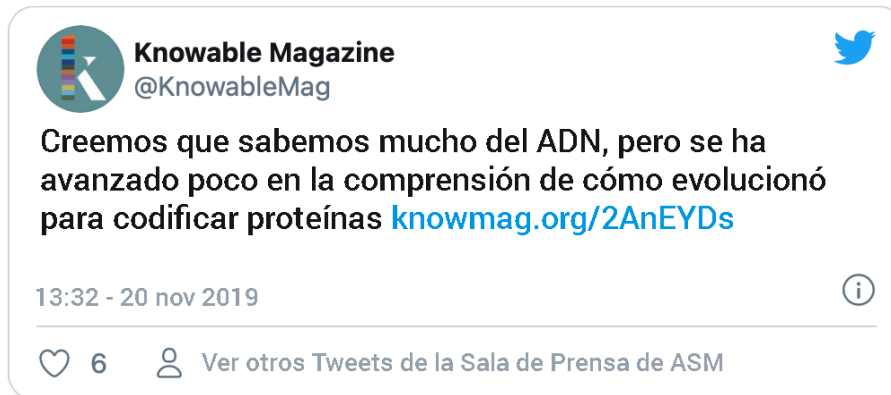 Knowable Magazine
@KnowableMag
Creemos que sabemos mucho del ADN, pero se ha
avanzado poco en la comprensión de cómo evolucionó
para codificar proteínas knowmag.org/2AnEYDs
13:32 - 20 nov 2019
6 Ver otros Tweets de la Sala de Prensa de ASM